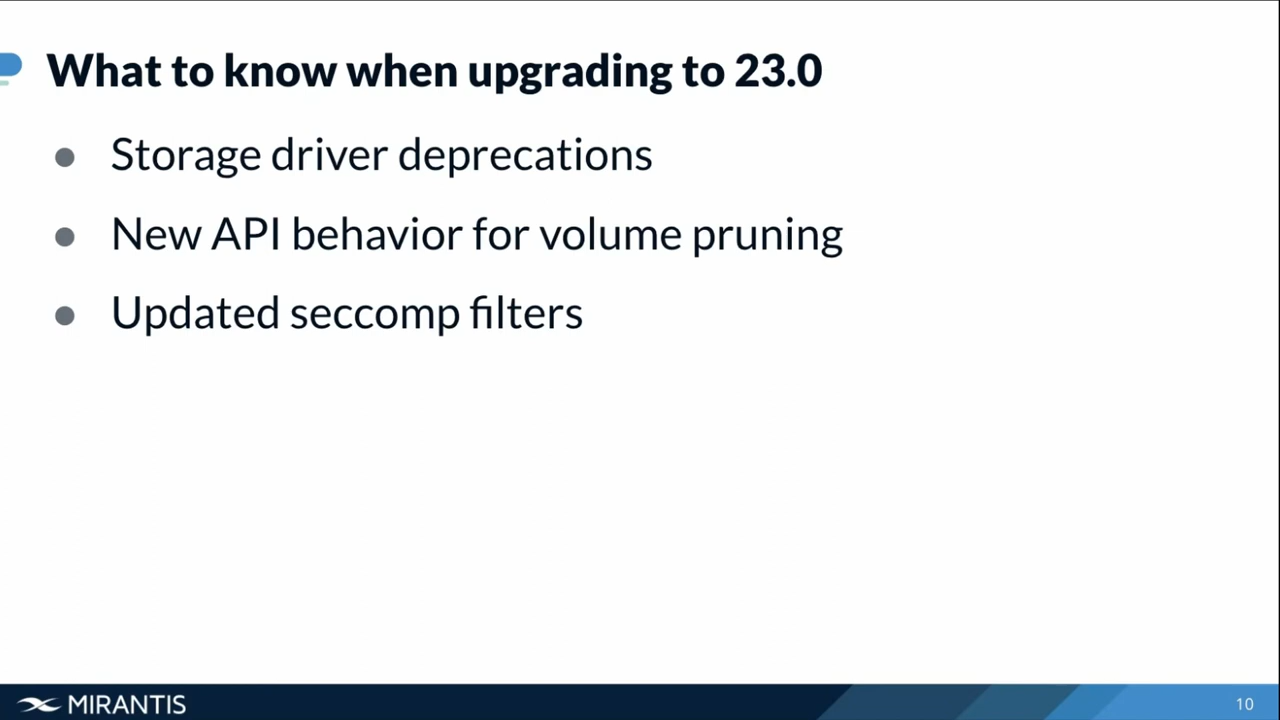 What to know when upgrading to 23.0
● Storage driver deprecations
● New API behavior for volume pruning
● Updated seccomp filters
MIRANTIS
10